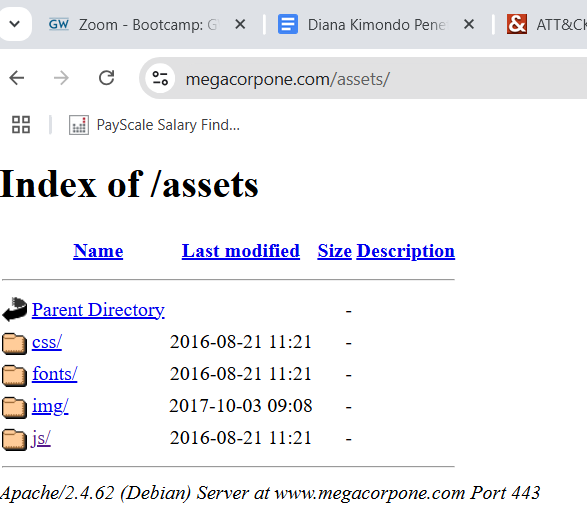 GW Zoom - Bootcamp: G
Diana Kimondo Pene
ATT&CK
megacorpone.com/assets/
PayScale Salary Find...
Index of /assets
Name Last modified Size Description
Parent Directory -
css/ 2016-08-21 11:21 -
fonts/ 2016-08-21 11:21 -
img/ 2017-10-03 09:08 -
js/ 2016-08-21 11:21 -
Apache/2.4.62 (Debian) Server at www.megacorpone.com Port 443